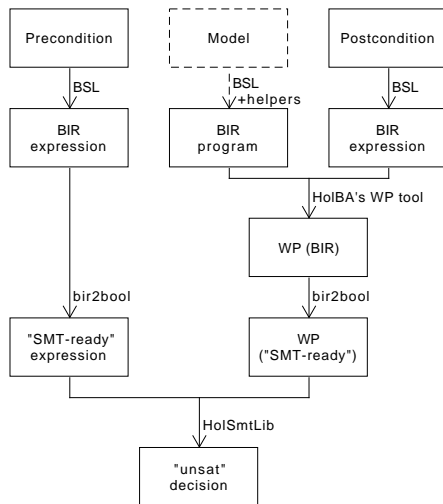 Precondition
Model
Postcondition
BSL
BSL
+helpers
BSL
BIR
expression
BIR
program
BIR
expression
HolBA's WP tool
WP (BIR)
bir2bool
bir2bool
"SMT-ready"
expression
WP
("SMT-ready")
HolSmtLib
"unsat"
decision